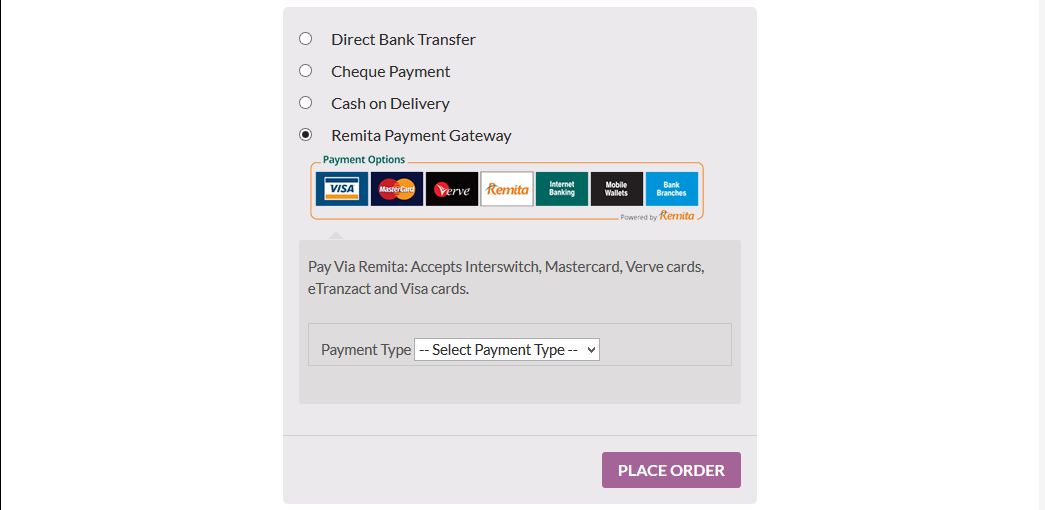 Direct Bank Transfer
Cheque Payment
Cash on Delivery
Remita Payment Gateway
Payment Options
VISA MasterCard Verve Remita Internet Banking Mobile Wallets Bank Branches
Powered by Remita
Pay Via Remita: Accepts Interswitch, Mastercard, Verve cards,
eTranzact and Visa cards.
Payment Type -- Select Payment Type --
PLACE ORDER